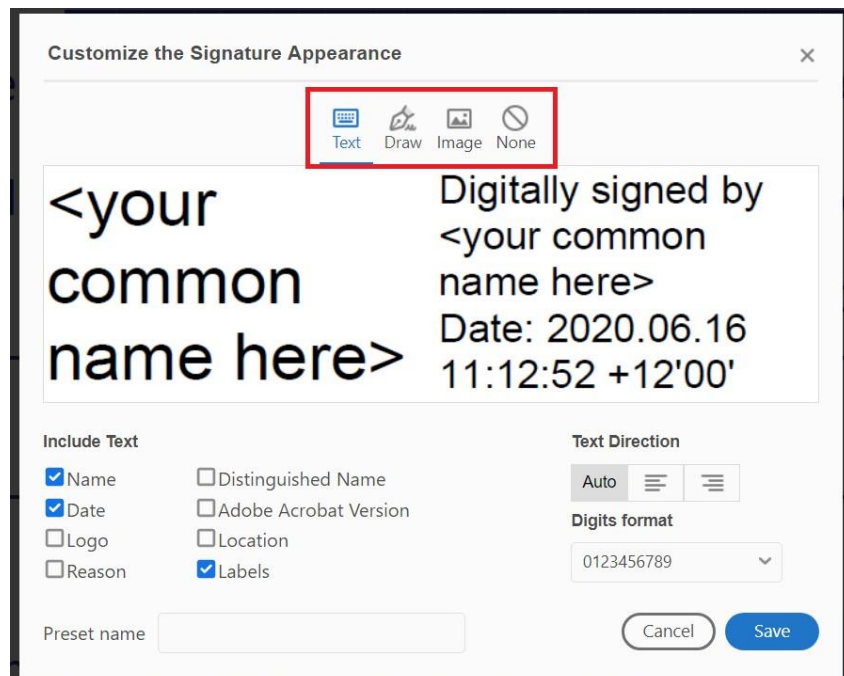 Customize the Signature Appearance
Text Draw Image None
<your
common
name here>
Digitally signed by
<your common
name here>
Date: 2020.06.16
11:12:52 +12'00'
Include Text
Name
Date
Logo
Reason
Distinguished Name
Adobe Acrobat Version
Location
Labels
Text Direction
Auto
Digits format
0123456789
Preset name
Cancel
Save